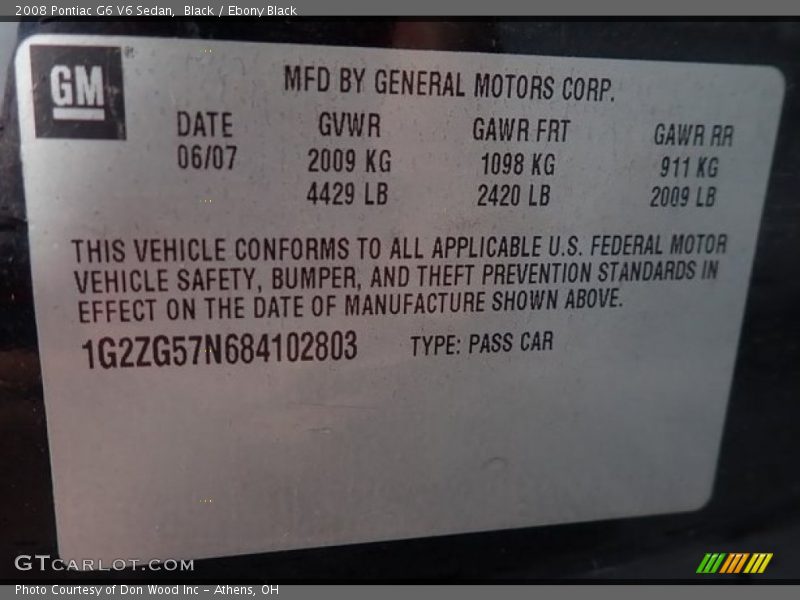 2008 Pontiac G6 V6 Sedan, Black / Ebony Black
GM ®
MFD BY GENERAL MOTORS CORP.
DATE GVWR GAWR FRT GAWR RR
06/07 2009 KG 1098 KG 911 KG
4429 LB 2420 LB 2009 LB
THIS VEHICLE CONFORMS TO ALL APPLICABLE U.S. FEDERAL MOTOR
VEHICLE SAFETY, BUMPER, AND THEFT PREVENTION STANDARDS IN
EFFECT ON THE DATE OF MANUFACTURE SHOWN ABOVE.
1G2ZG57N684102803 TYPE: PASS CAR
GTCARLOT.COM
Photo Courtesy of Don Wood Inc - Athens, OH